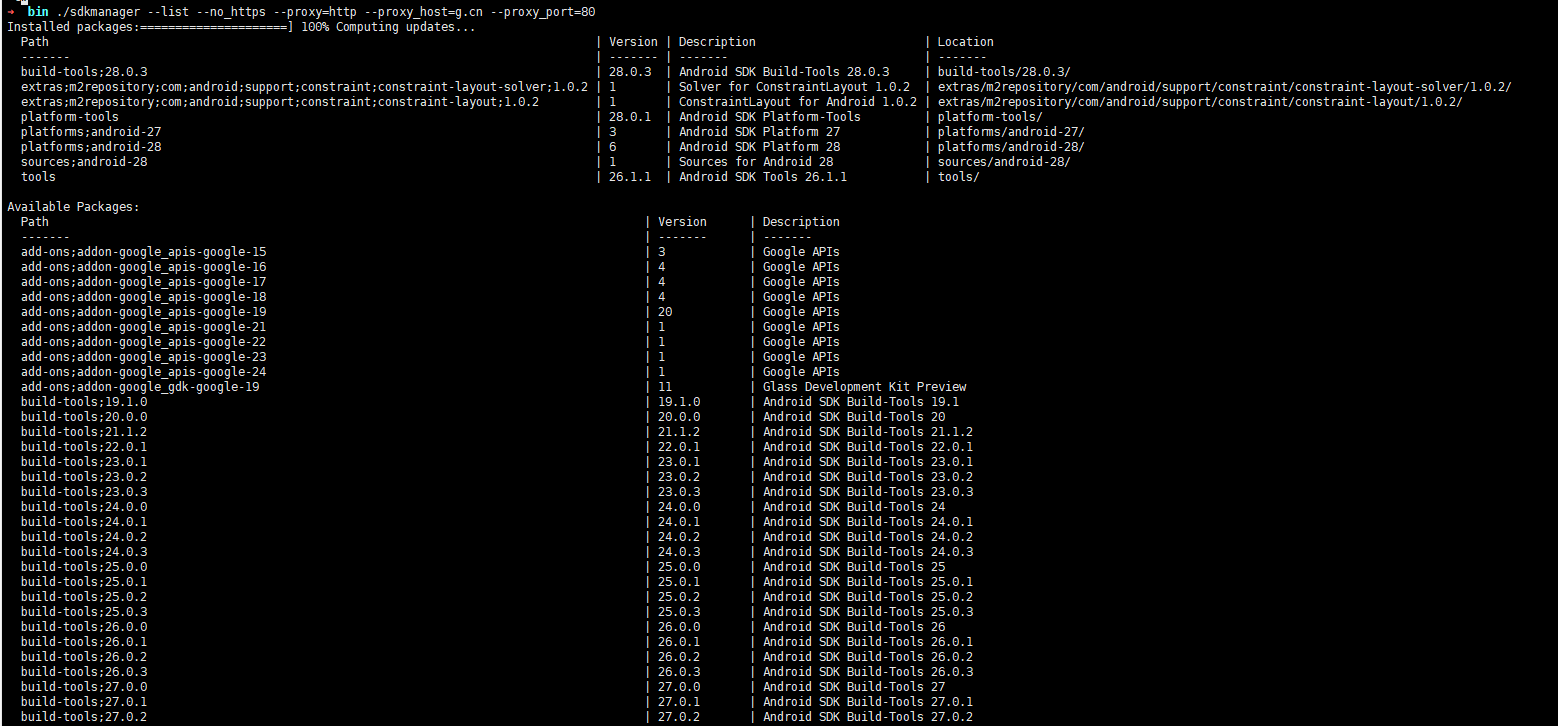 ➜ bin ./sdkmanager --list --no_https --proxy=http --proxy_host=g.cn --proxy_port=80
Installed packages:=====================] 100% Computing updates...
Path | Version | Description | Location
------- | ------- | ------- | -------
build-tools;28.0.3 | 28.0.3 | Android SDK Build-Tools 28.0.3 | build-tools/28.0.3/
extras;m2repository;com;android;support;constraint;constraint-layout-solver;1.0.2 | 1 | Solver for ConstraintLayout 1.0.2 | extras/m2repository/com/android/support/constraint/constraint-layout-solver/1.0.2/
extras;m2repository;com;android;support;constraint;constraint-layout;1.0.2 | 1 | ConstraintLayout for Android 1.0.2 | extras/m2repository/com/android/support/constraint/constraint-layout/1.0.2/
platform-tools | 28.0.1 | Android SDK Platform-Tools | platform-tools/
platforms;android-27 | 3 | Android SDK Platform 27 | platforms/android-27/
platforms;android-28 | 6 | Android SDK Platform 28 | platforms/android-28/
sources;android-28 | 1 | Sources for Android 28 | sources/android-28/
tools | 26.1.1 | Android SDK Tools 26.1.1 | tools/
Available Packages:
Path | Version | Description
------- | ------- | -------
add-ons;addon-google_apis-google-15 | 3 | Google APIs
add-ons;addon-google_apis-google-16 | 4 | Google APIs
add-ons;addon-google_apis-google-17 | 4 | Google APIs
add-ons;addon-google_apis-google-18 | 4 | Google APIs
add-ons;addon-google_apis-google-19 | 20 | Google APIs
add-ons;addon-google_apis-google-21 | 1 | Google APIs
add-ons;addon-google_apis-google-22 | 1 | Google APIs
add-ons;addon-google_apis-google-23 | 1 | Google APIs
add-ons;addon-google_apis-google-24 | 1 | Google APIs
add-ons;addon-google_gdk-google-19 | 11 | Glass Development Kit Preview
build-tools;19.1.0 | 19.1.0 | Android SDK Build-Tools 19.1
build-tools;20.0.0 | 20.0.0 | Android SDK Build-Tools 20
build-tools;21.1.2 | 21.1.2 | Android SDK Build-Tools 21.1.2
build-tools;22.0.1 | 22.0.1 | Android SDK Build-Tools 22.0.1
build-tools;23.0.1 | 23.0.1 | Android SDK Build-Tools 23.0.1
build-tools;23.0.2 | 23.0.2 | Android SDK Build-Tools 23.0.2
build-tools;23.0.3 | 23.0.3 | Android SDK Build-Tools 23.0.3
build-tools;24.0.0 | 24.0.0 | Android SDK Build-Tools 24
build-tools;24.0.1 | 24.0.1 | Android SDK Build-Tools 24.0.1
build-tools;24.0.2 | 24.0.2 | Android SDK Build-Tools 24.0.2
build-tools;24.0.3 | 24.0.3 | Android SDK Build-Tools 24.0.3
build-tools;25.0.0 | 25.0.0 | Android SDK Build-Tools 25
build-tools;25.0.1 | 25.0.1 | Android SDK Build-Tools 25.0.1
build-tools;25.0.2 | 25.0.2 | Android SDK Build-Tools 25.0.2
build-tools;25.0.3 | 25.0.3 | Android SDK Build-Tools 25.0.3
build-tools;26.0.0 | 26.0.0 | Android SDK Build-Tools 26
build-tools;26.0.1 | 26.0.1 | Android SDK Build-Tools 26.0.1
build-tools;26.0.2 | 26.0.2 | Android SDK Build-Tools 26.0.2
build-tools;26.0.3 | 26.0.3 | Android SDK Build-Tools 26.0.3
build-tools;27.0.0 | 27.0.0 | Android SDK Build-Tools 27
build-tools;27.0.1 | 27.0.1 | Android SDK Build-Tools 27.0.1
build-tools;27.0.2 | 27.0.2 | Android SDK Build-Tools 27.0.2